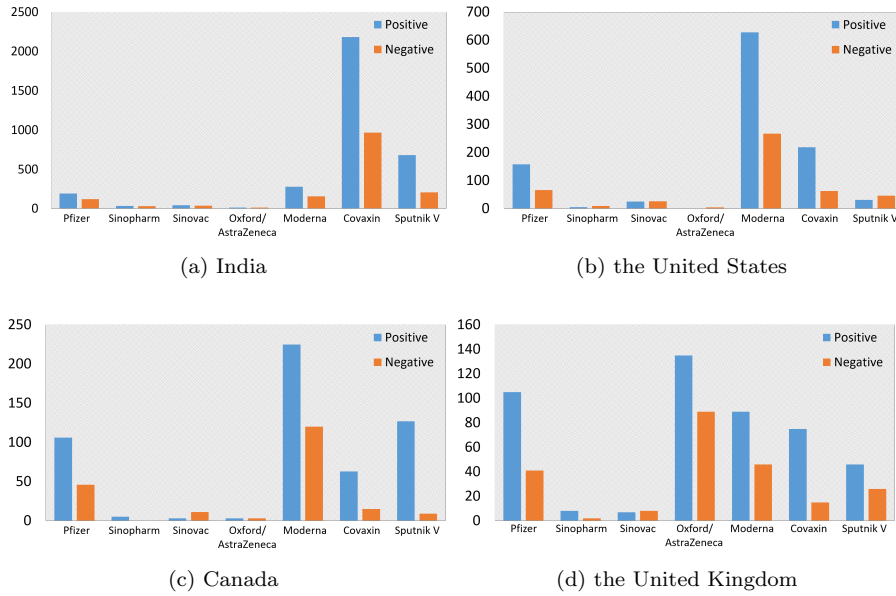 2500
2000
1500
1000
500
0
Positive
Negative
Pfizer Sinopharm Sinovac Oxford/ Moderna Covaxin Sputnik V
AstraZeneca
(a) India
700
600
500
400
300
200
100
0
Positive
Negative
Pfizer Sinopharm Sinovac Oxford/ Moderna Covaxin Sputnik V
AstraZeneca
(b) the United States
250
200
150
100
50
0
Positive
Negative
Pfizer Sinopharm Sinovac Oxford/ Moderna Covaxin Sputnik V
AstraZeneca
(c) Canada
160
140
120
100
80
60
40
20
0
Positive
Negative
Pfizer Sinopharm Sinovac Oxford/ Moderna Covaxin Sputnik V
AstraZeneca
(d) the United Kingdom